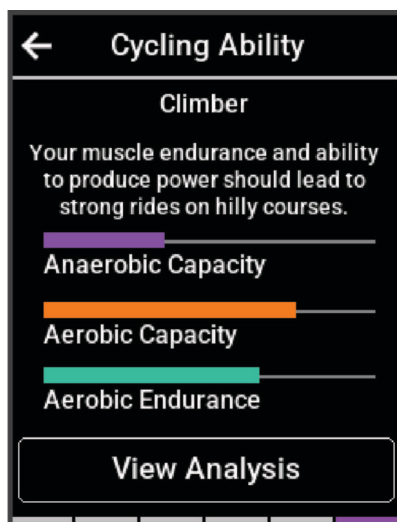 Cycling Ability
Climber
Your muscle endurance and ability
to produce power should lead to
strong rides on hilly courses.
Anaerobic Capacity
Aerobic Capacity
Aerobic Endurance
View Analysis